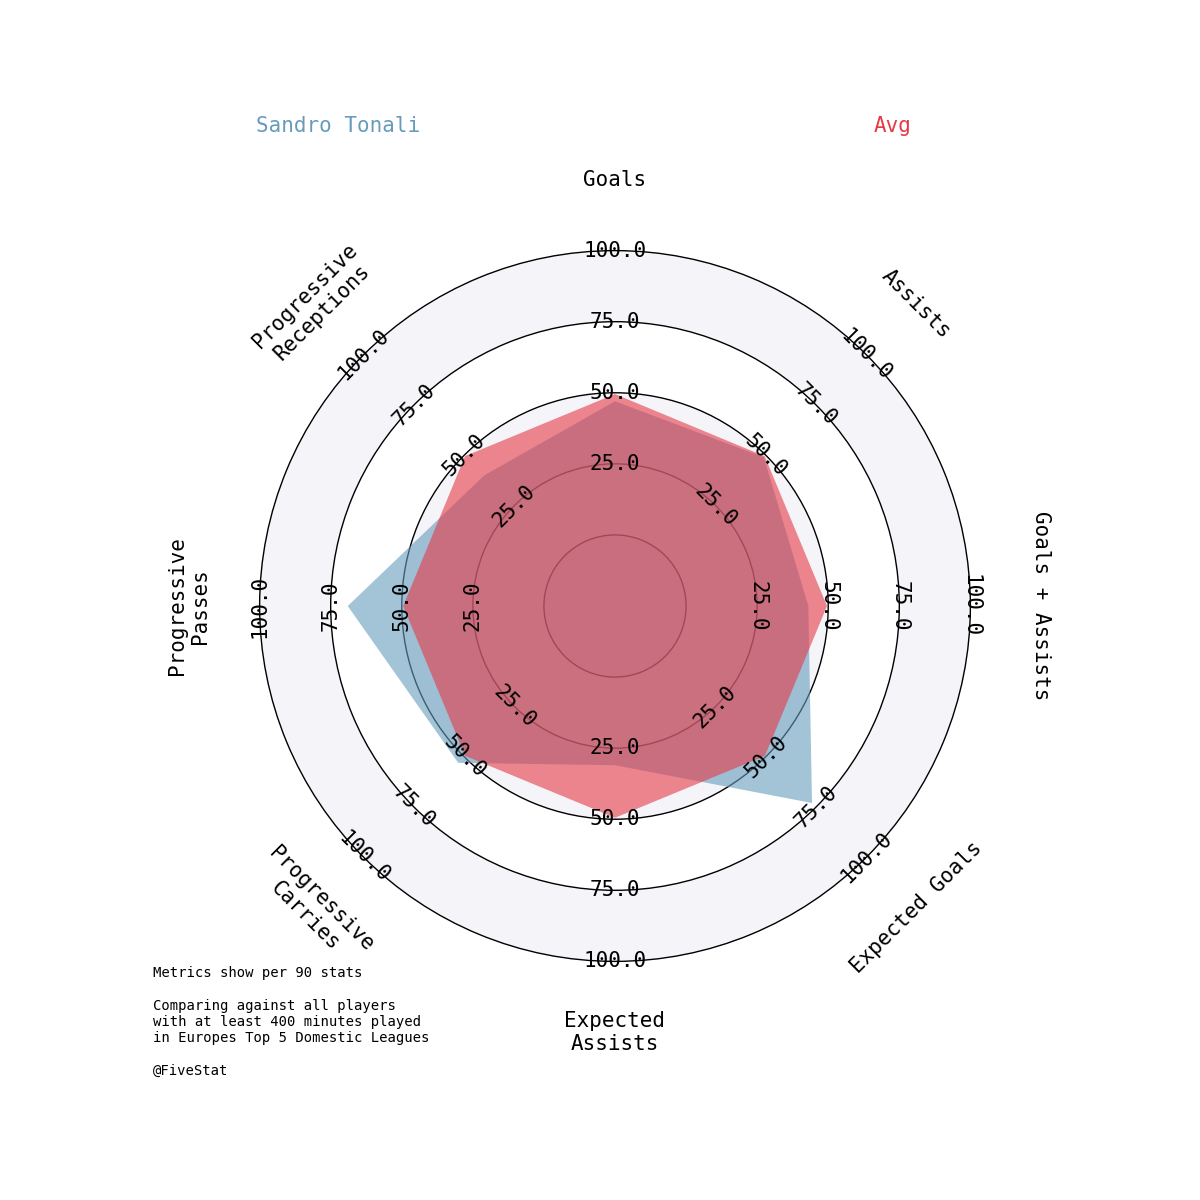 Sandro Tonali
Avg
Goals
Progressive
Receptions
Assists
100.0
75.0
50.0
25.0
100.0
75.0
50.0
25.0
100.0
75.0
50.0
25.0
Progressive
Passes
100.0
75.0
50.0
25.0
25.0
50.0
75.0
100.0
Goals + Assists
25.0
50.0
75.0
100.0
25.0
50.0
75.0
100.0
25.0
50.0
75.0
100.0
Progressive
Carries
Expected Goals
Expected
Assists
Metrics show per 90 stats
Comparing against all players
with at least 400 minutes played
in Europes Top 5 Domestic Leagues
@FiveStat